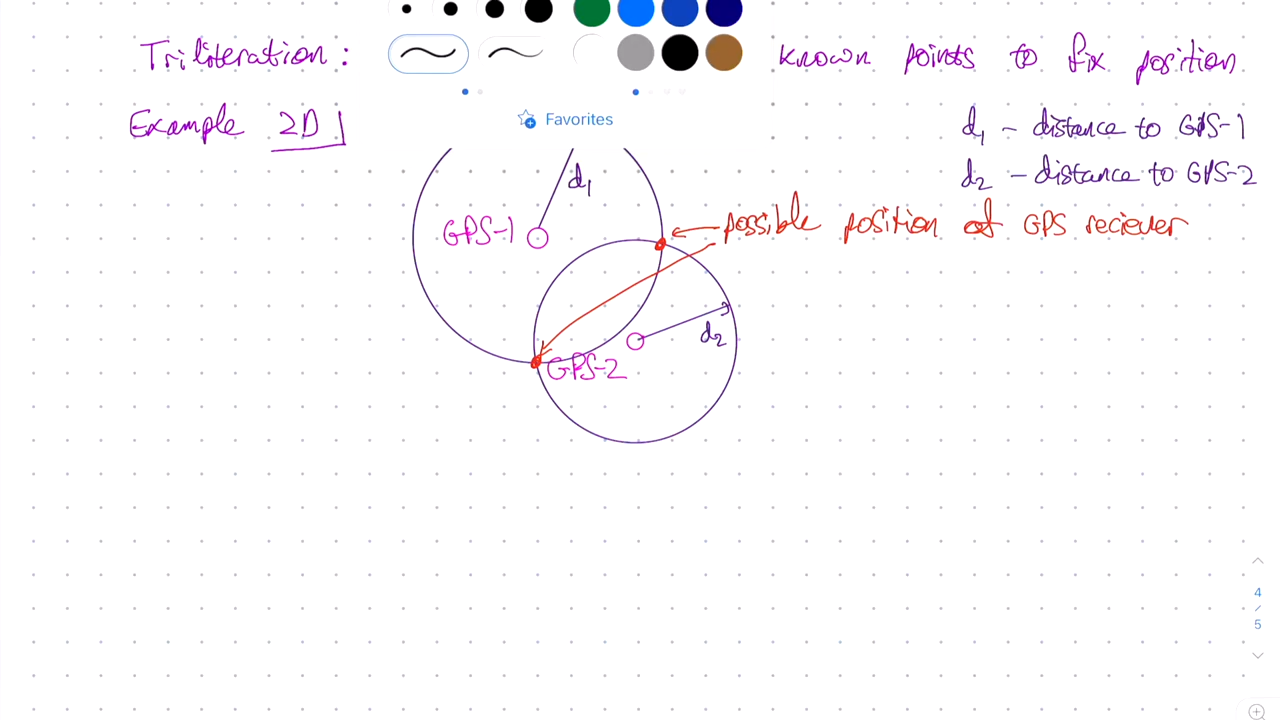 Triliteration: known points to fix position
Favorites
Example 2D
d1 - distance to GPS-1
d2 - distance to GPS-2
d1
GPS-1
possible position of GPS reciever
d2
GPS-2
4
/
5